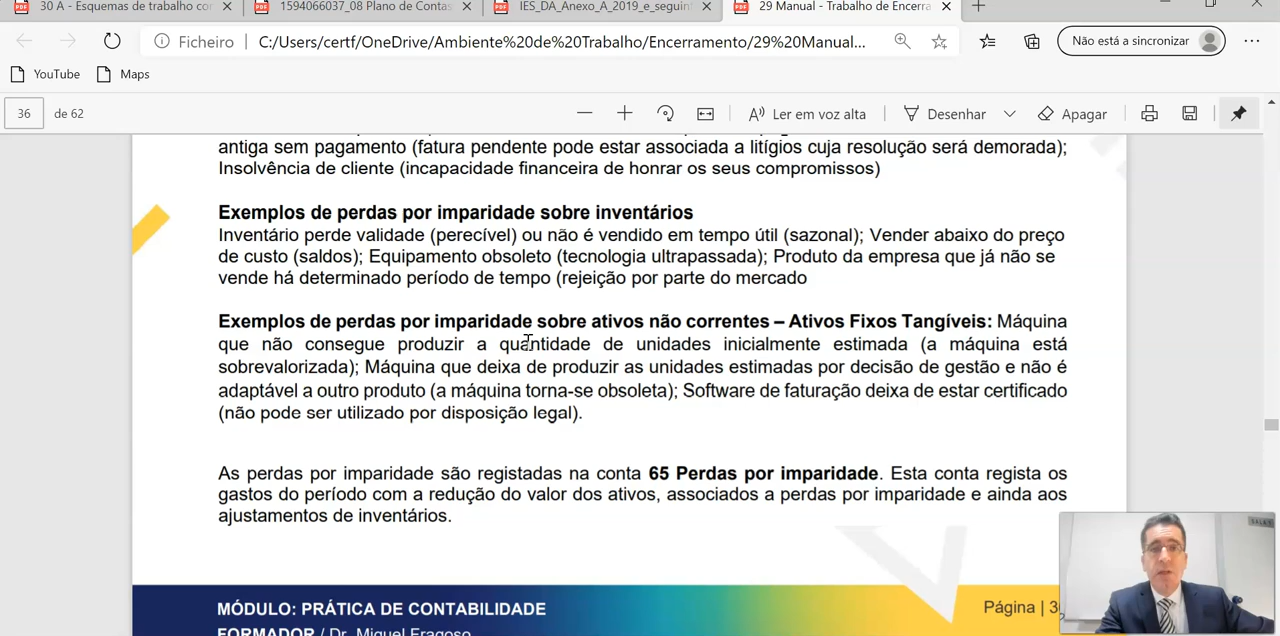 30 A - Esquemas de trabalho co
1594066037_08 Plano de Contas
IES_DA_Anexo_A_2019_e_seguin
29 Manual - Trabalho de Encerra
Ficheiro
C:/Users/certf/OneDrive/Ambiente%20de%20Trabalho/Encerramento/29%20Manual...
Não está a sincronizar
YouTube
Maps
36
de 62
Ler em voz alta
Desenhar
Apagar
antiga sem pagamento (fatura pendente pode estar associada a litígios cuja resolução será demorada);
Insolvência de cliente (incapacidade financeira de honrar os seus compromissos)
Exemplos de perdas por imparidade sobre inventários
Inventário perde validade (perecível) ou não é vendido em tempo útil (sazonal); Vender abaixo do preço
de custo (saldos); Equipamento obsoleto (tecnologia ultrapassada); Produto da empresa que já não se
vende há determinado período de tempo (rejeição por parte do mercado
Exemplos de perdas por imparidade sobre ativos não correntes – Ativos Fixos Tangíveis: Máquina
que não consegue produzir a quantidade de unidades inicialmente estimada (a máquina está
sobrevalorizada); Máquina que deixa de produzir as unidades estimadas por decisão de gestão e não é
adaptável a outro produto (a máquina torna-se obsoleta); Software de faturação deixa de estar certificado
(não pode ser utilizado por disposição legal).
As perdas por imparidade são registadas na conta 65 Perdas por imparidade. Esta conta regista os
gastos do período com a redução do valor dos ativos, associados a perdas por imparidade e ainda aos
ajustamentos de inventários.
MÓDULO: PRÁTICA DE CONTABILIDADE
Página | 3
FORMADOR / Dr. Miguel Fragoso